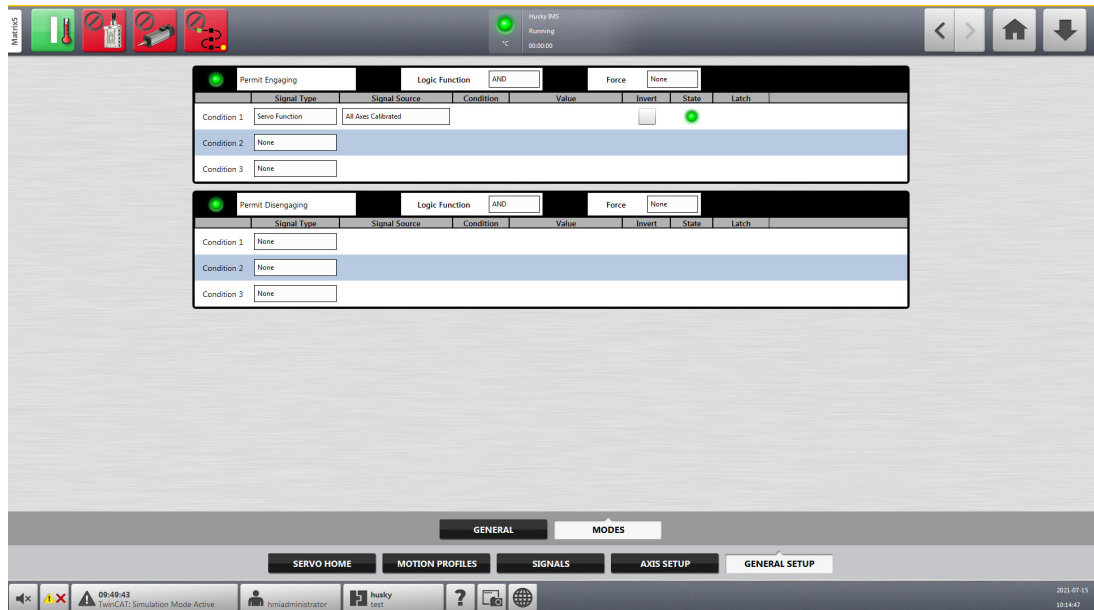 Matrix5
Husky IMS
Running
°C 00:00:00
Permit Engaging Logic Function AND Force None
Signal Type Signal Source Condition Value Invert State Latch
Condition 1 Servo Function All Axes Calibrated
Condition 2 None
Condition 3 None
Permit Disengaging Logic Function AND Force None
Signal Type Signal Source Condition Value Invert State Latch
Condition 1 None
Condition 2 None
Condition 3 None
GENERAL MODES
SERVO HOME MOTION PROFILES SIGNALS AXIS SETUP GENERAL SETUP
09:49:43
TwinCAT: Simulation Mode Active
hmiadministrator
husky
test
?
2021-07-15
10:14:47